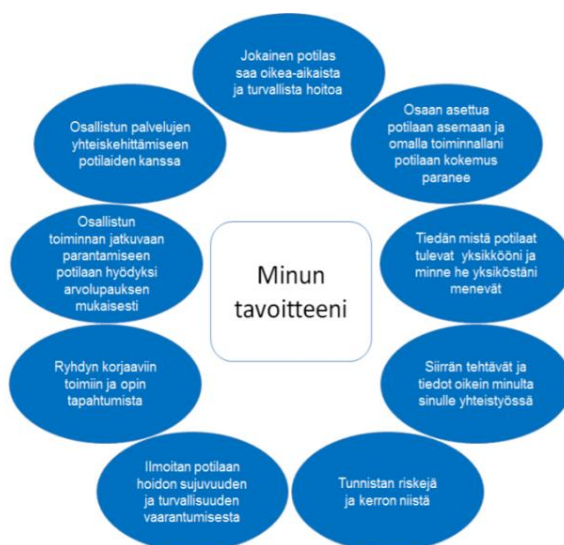 Jokainen potilas
saa oikea-aikaista
ja turvallista hoitoa
Osaan asettua
potilaan asemaan ja
omalla toiminnallani
potilaan kokemus
paranee
Tiedän mistä potilaat
tulevat yksikkööni ja
minne he yksiköstäni
menevät
Siirrän tehtävät ja
tiedot oikein minulta
sinulle yhteistyössä
Tunnistan riskejä
ja kerron niistä
Ilmoitan potilaan
hoidon sujuvuuden
ja turvallisuuden
vaarantumisesta
Ryhdyn korjaaviin
toimiin ja opin
tapahtumista
Osallistun
toiminnan jatkuvaan
parantamiseen
potilaan hyödyksi
arvolupauksen
mukaisesti
Osallistun palvelujen
yhteiskehittämiseen
potilaiden kanssa
Minun
tavoitteeni